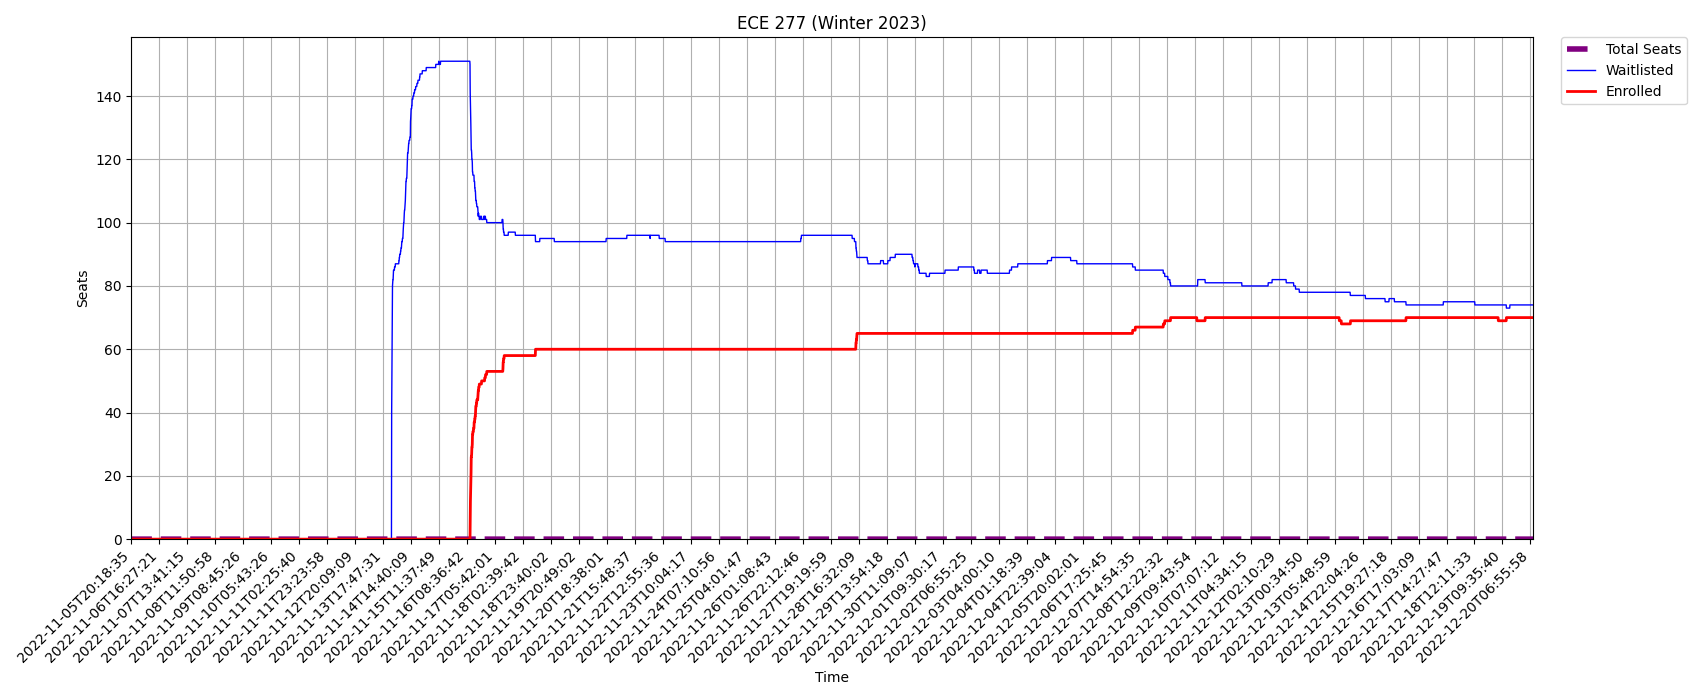 ECE 277 (Winter 2023)
Total Seats
Waitlisted
Enrolled
Seats
140
120
100
80
60
40
20
0
2022-11-05T20:18:35
2022-11-06T16:27:21
2022-11-07T13:41:15
2022-11-08T11:50:58
2022-11-09T08:45:26
2022-11-10T05:43:26
2022-11-11T02:25:40
2022-11-11T23:23:58
2022-11-12T20:09:09
2022-11-13T17:47:31
2022-11-14T14:40:09
2022-11-15T11:37:49
2022-11-16T08:36:42
2022-11-17T05:42:01
2022-11-18T02:39:42
2022-11-18T23:40:02
2022-11-19T20:49:02
2022-11-20T18:38:01
2022-11-21T15:48:37
2022-11-22T12:55:36
2022-11-23T10:04:17
2022-11-24T07:10:56
2022-11-25T04:01:47
2022-11-26T01:08:43
2022-11-26T22:12:46
2022-11-27T19:19:59
2022-11-28T16:32:09
2022-11-29T13:54:18
2022-11-30T11:09:07
2022-12-01T09:30:17
2022-12-02T06:55:25
2022-12-03T04:00:10
2022-12-04T01:18:39
2022-12-04T22:39:04
2022-12-05T20:02:01
2022-12-06T17:25:45
2022-12-07T14:54:35
2022-12-08T12:22:32
2022-12-09T09:43:54
2022-12-10T07:07:12
2022-12-11T04:34:15
2022-12-12T02:10:29
2022-12-13T00:34:50
2022-12-13T05:48:59
2022-12-14T22:04:26
2022-12-15T19:27:18
2022-12-16T17:03:09
2022-12-17T14:27:47
2022-12-18T12:11:33
2022-12-19T09:35:40
2022-12-20T06:55:58
Time